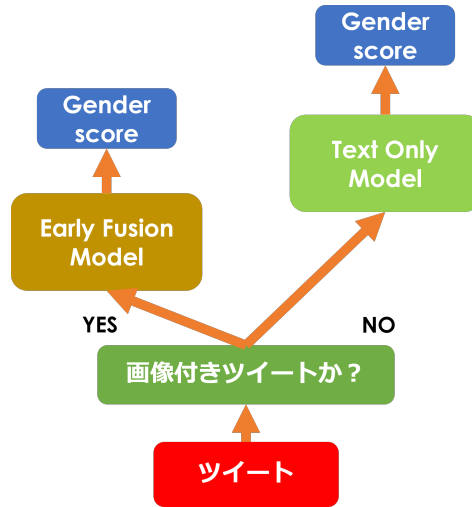 Gender
score
Gender
score
Text Only
Model
Early Fusion
Model
YES
NO
画像付きツイートか？
ツイート